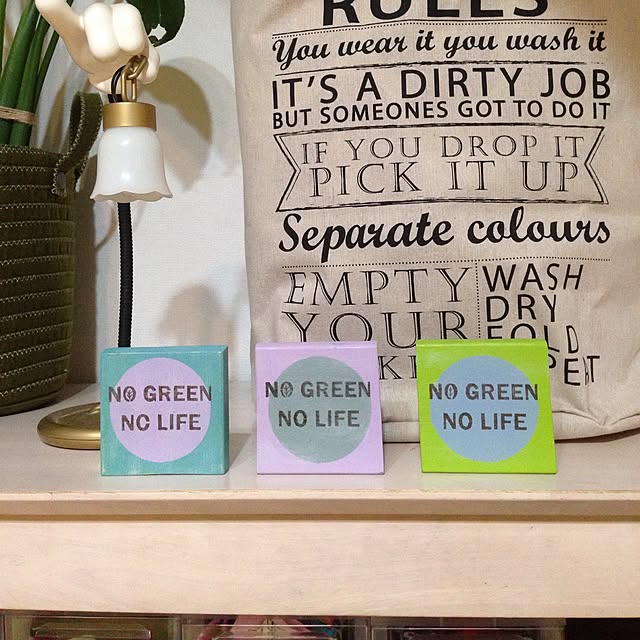 RULES
You wear it you wash it
IT'S A DIRTY JOB
BUT SOMEONES GOT TO DO IT
IF YOU DROP IT
PICK IT UP
Separate colours
EMPTY
YOUR
WASH
DRY
FOLD
NO GREEN
NO LIFE
NO GREEN
NO LIFE
NO GREEN
NO LIFE